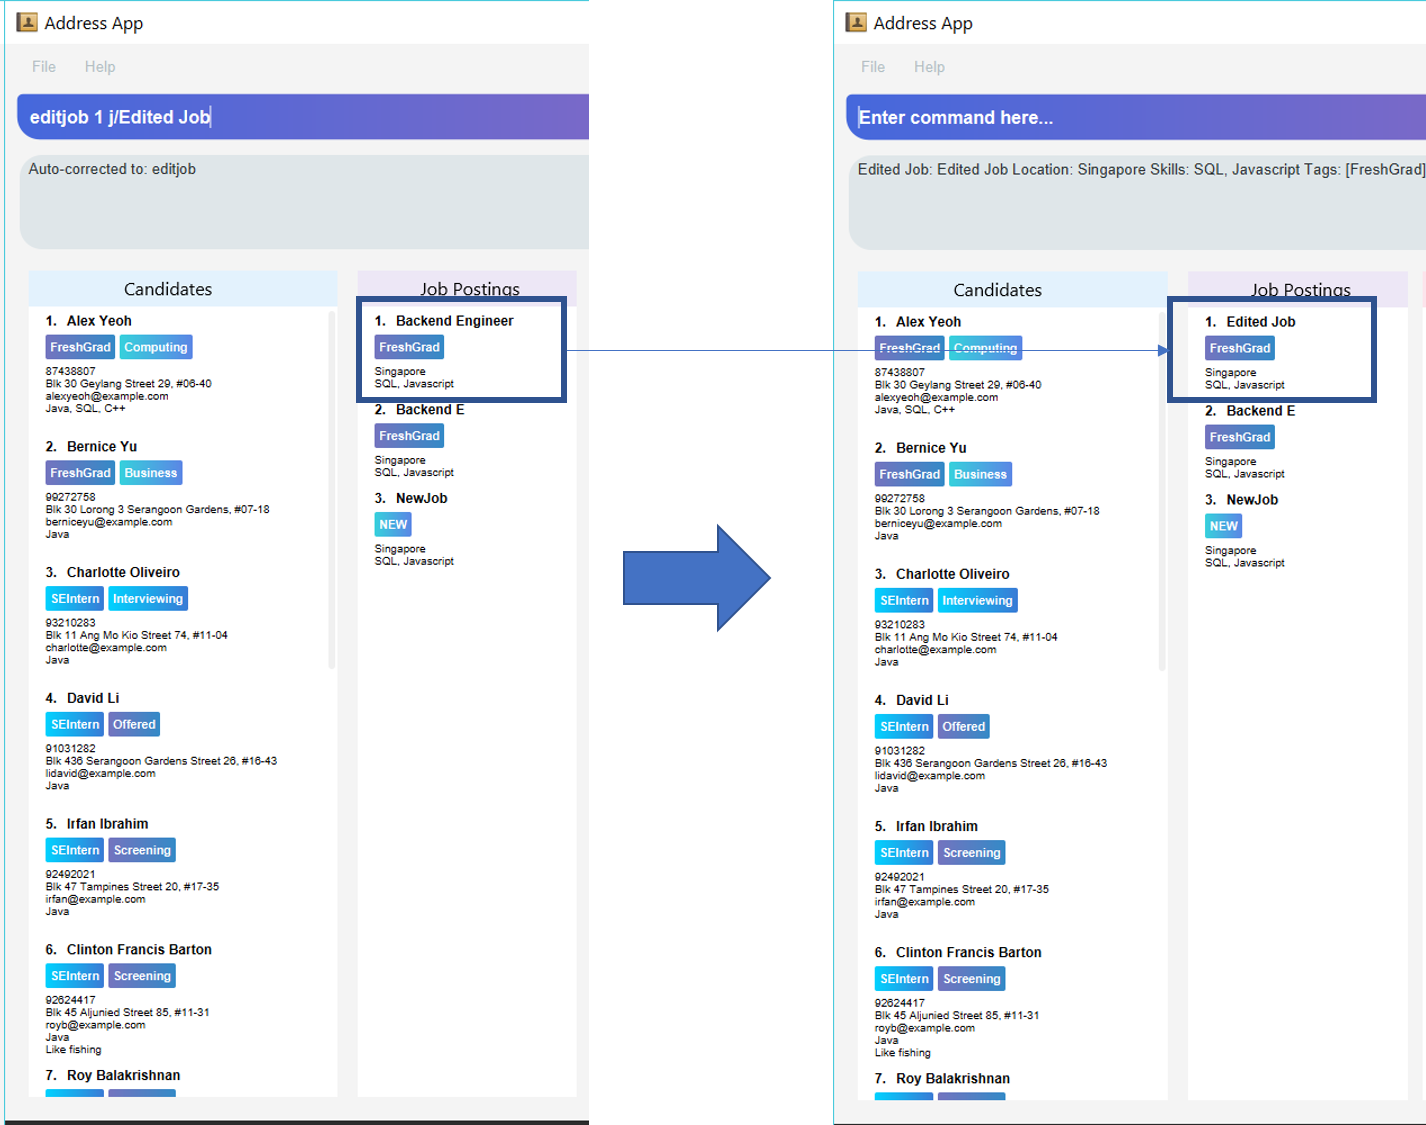 Address App
File Help
editjob 1 j/Edited Job
Auto-corrected to: editjob
Candidates
1. Alex Yeoh
FreshGrad Computing
87438807
Blk 30 Geylang Street 29, #06-40
alexyeoh@example.com
Java, SQL, C++
2. Bernice Yu
FreshGrad Business
99272758
Blk 30 Lorong 3 Serangoon Gardens, #07-18
berniceyu@example.com
Java
3. Charlotte Oliveiro
SEIntern Interviewing
93210283
Blk 11 Ang Mo Kio Street 74, #11-04
charlotte@example.com
Java
4. David Li
SEIntern Offered
91031282
Blk 436 Serangoon Gardens Street 26, #16-43
lidavid@example.com
Java
5. Irfan Ibrahim
SEIntern Screening
92492021
Blk 47 Tampines Street 20, #17-35
irfan@example.com
Java
6. Clinton Francis Barton
SEIntern Screening
92624417
Blk 45 Aljunied Street 85, #11-31
royb@example.com
Java
Like fishing
7. Roy Balakrishnan
Job Postings
1. Backend Engineer
FreshGrad
Singapore
SQL, Javascript
2. Backend E
FreshGrad
Singapore
SQL, Javascript
3. NewJob
NEW
Singapore
SQL, Javascript
Address App
File Help
Enter command here...
Edited Job: Edited Job Location: Singapore Skills: SQL, Javascript Tags: [FreshGrad]
Candidates
1. Alex Yeoh
FreshGrad Computing
87438807
Blk 30 Geylang Street 29, #06-40
alexyeoh@example.com
Java, SQL, C++
2. Bernice Yu
FreshGrad Business
99272758
Blk 30 Lorong 3 Serangoon Gardens, #07-18
berniceyu@example.com
Java
3. Charlotte Oliveiro
SEIntern Interviewing
93210283
Blk 11 Ang Mo Kio Street 74, #11-04
charlotte@example.com
Java
4. David Li
SEIntern Offered
91031282
Blk 436 Serangoon Gardens Street 26, #16-43
lidavid@example.com
Java
5. Irfan Ibrahim
SEIntern Screening
92492021
Blk 47 Tampines Street 20, #17-35
irfan@example.com
Java
6. Clinton Francis Barton
SEIntern Screening
92624417
Blk 45 Aljunied Street 85, #11-31
royb@example.com
Java
Like fishing
7. Roy Balakrishnan
Job Postings
1. Edited Job
FreshGrad
Singapore
SQL, Javascript
2. Backend E
FreshGrad
Singapore
SQL, Javascript
3. NewJob
NEW
Singapore
SQL, Javascript